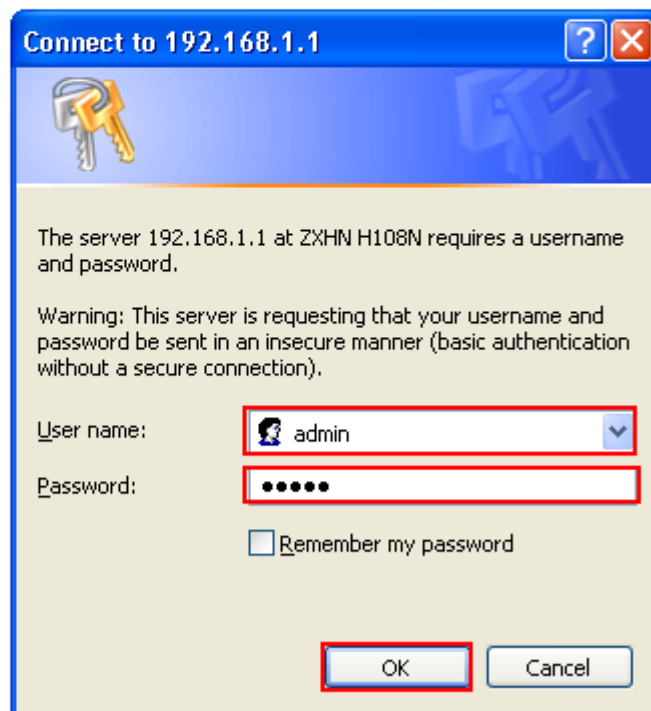 Connect to 192.168.1.1
The server 192.168.1.1 at ZXHN H108N requires a username
and password.
Warning: This server is requesting that your username and
password be sent in an insecure manner (basic authentication
without a secure connection).
User name:
admin
Password:
●●●●●
Remember my password
OK
Cancel